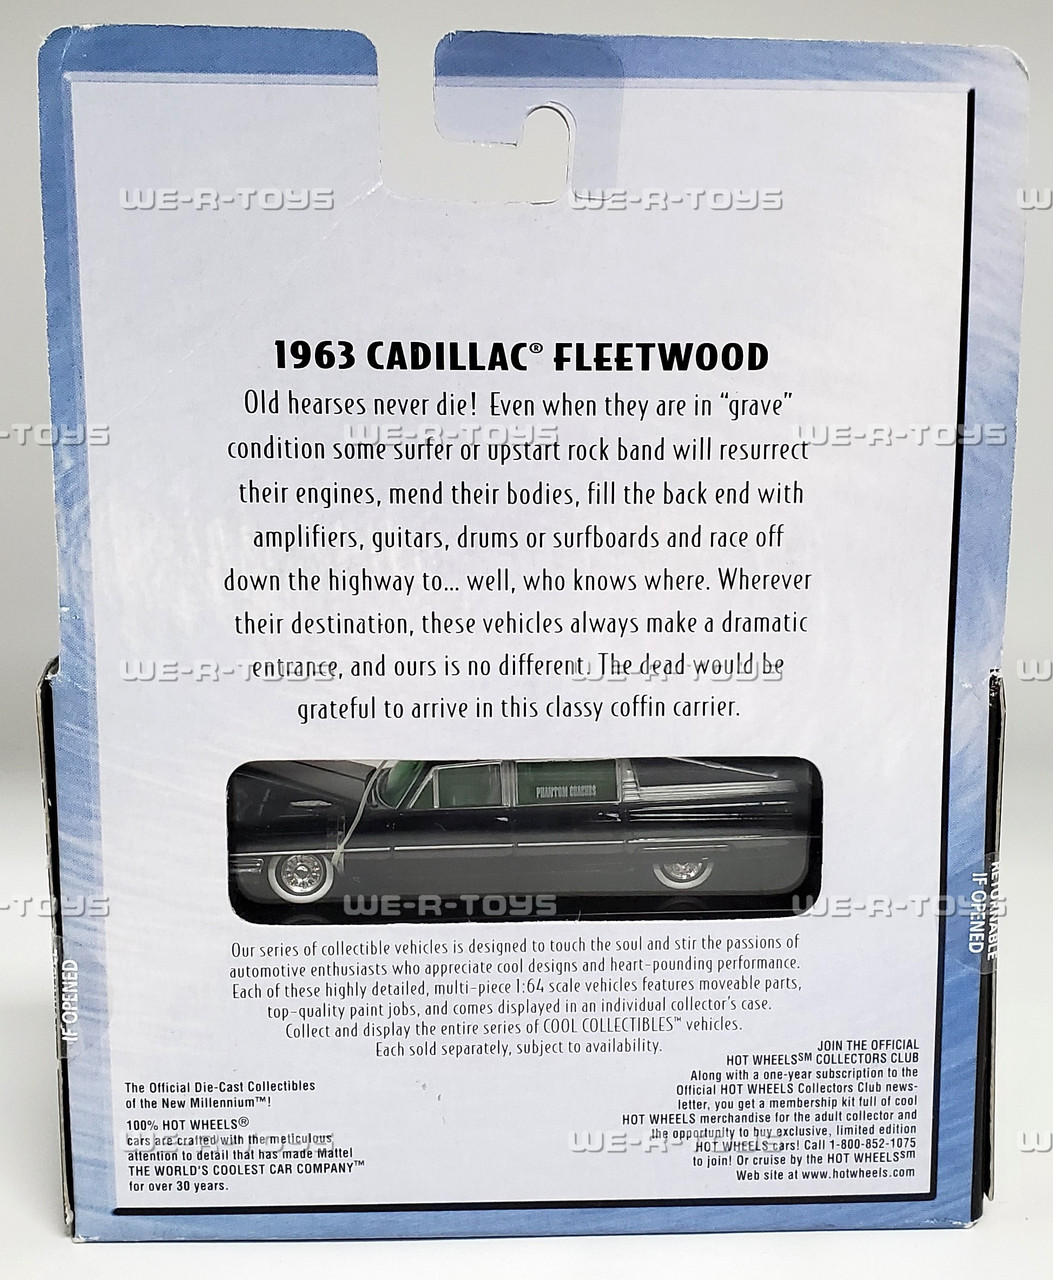 WE-R-TOYS WE-R-TOYS
1963 CADILLAC® FLEETWOOD
Old hearses never die! Even when they are in “grave”
condition some surfer or upstart rock band will resurrect
their engines, mend their bodies, fill the back end with
amplifiers, guitars, drums or surfboards and race off
down the highway to... well, who knows where. Wherever
their destination, these vehicles always make a dramatic
entrance, and ours is no different. The dead would be
grateful to arrive in this classy coffin carrier.
PHANTOM COACHES
WE-R-TOYS WE-R-TOYS
Our series of collectible vehicles is designed to touch the soul and stir the passions of
automotive enthusiasts who appreciate cool designs and heart-pounding performance.
Each of these highly detailed, multi-piece 1:64 scale vehicles features moveable parts,
top-quality paint jobs, and comes displayed in an individual collector's case.
Collect and display the entire series of COOL COLLECTIBLES™ vehicles.
Each sold separately, subject to availability.
The Official Die-Cast Collectibles
of the New Millennium™!
100% HOT WHEELS®
cars are crafted with the meticulous
attention to detail that has made Mattel
THE WORLD'S COOLEST CAR COMPANY™
for over 30 years.
JOIN THE OFFICIAL
HOT WHEELS℠ COLLECTORS CLUB
Along with a one-year subscription to the
Official HOT WHEELS Collectors Club news-
letter, you get a membership kit full of cool
HOT WHEELS merchandise for the adult collector and
the opportunity to buy exclusive, limited edition
HOT WHEELS cars! Call 1-800-852-1075
to join! Or cruise by the HOT WHEELS℠
Web site at www.hotwheels.com
IF OPENED
RETURNABLE
IF OPENED